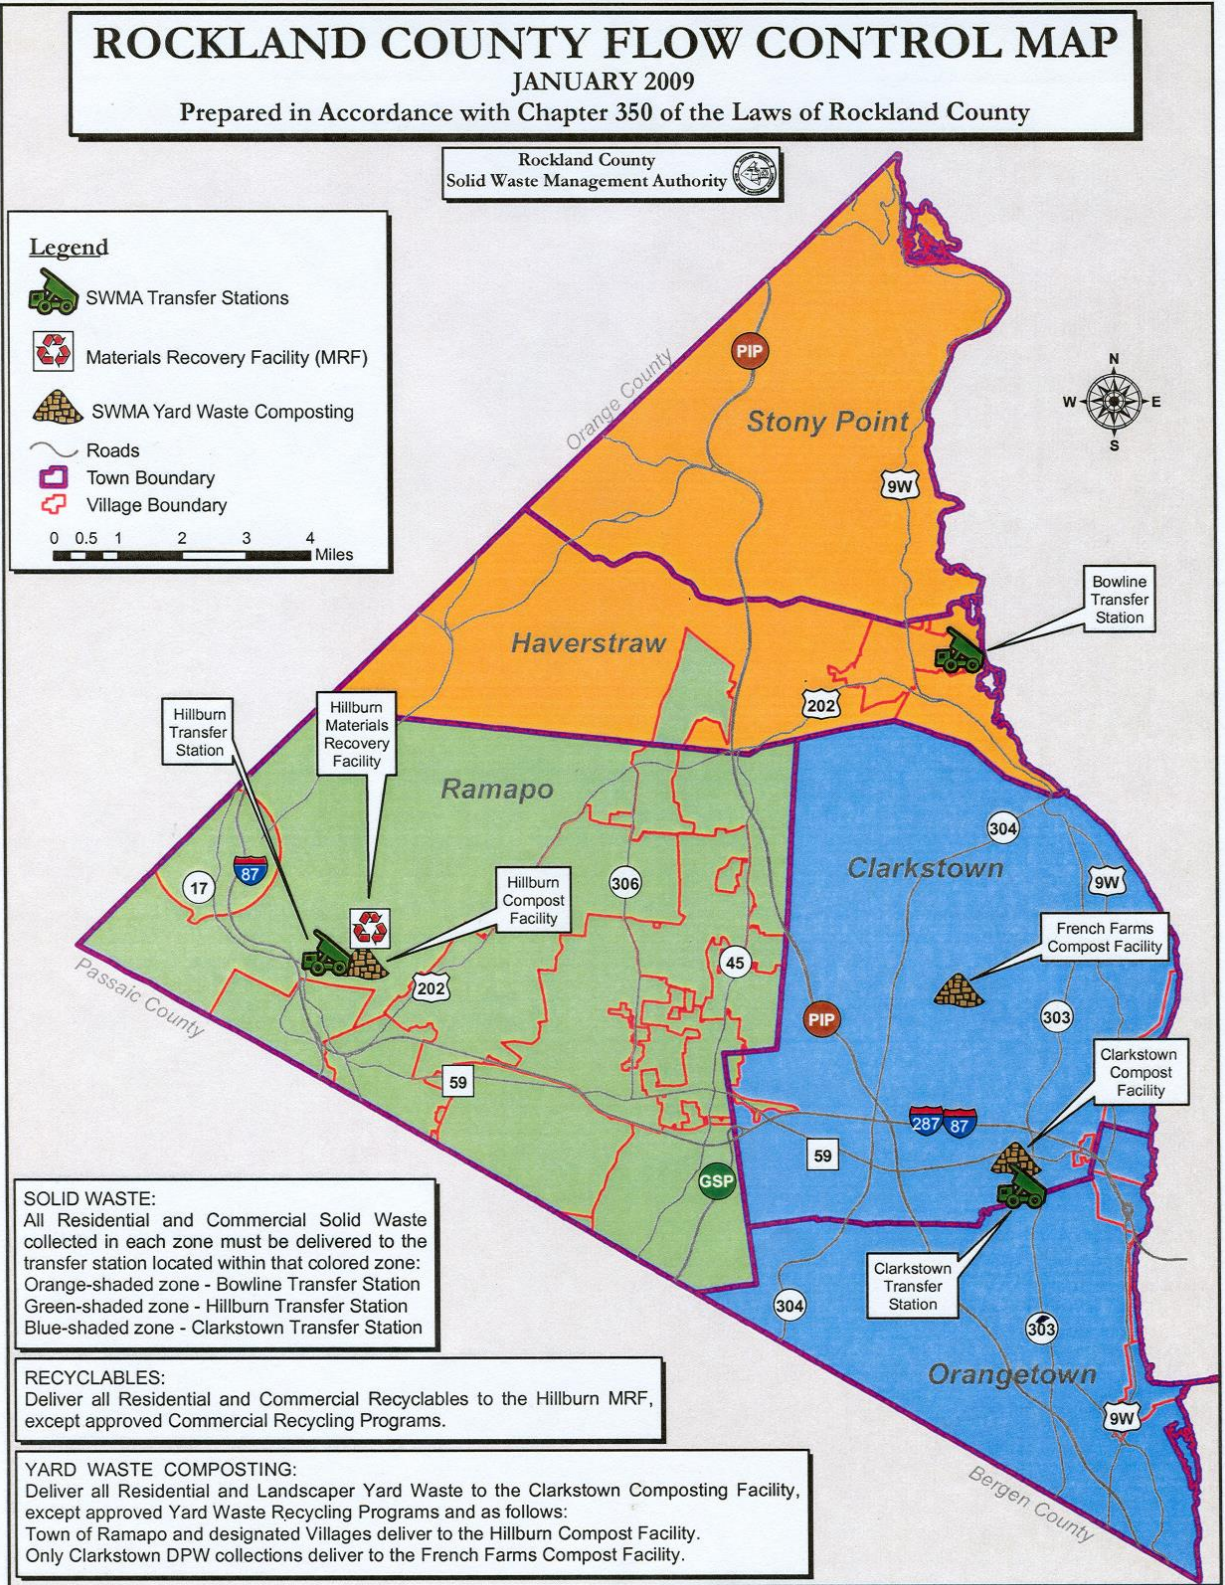 ROCKLAND COUNTY FLOW CONTROL MAP
JANUARY 2009
Prepared in Accordance with Chapter 350 of the Laws of Rockland County
Rockland County
Solid Waste Management Authority
Legend
SWMA Transfer Stations
Materials Recovery Facility (MRF)
SWMA Yard Waste Composting
Roads
Town Boundary
Village Boundary
0 0.5 1 2 3 4
Miles
N
W E
S
Orange County
PIP
Stony Point
9W
Bowline
Transfer
Station
Haverstraw
202
Hillburn
Transfer
Station
Hillburn
Materials
Recovery
Facility
Ramapo
304
Clarkstown
87
17
306
9W
Hillburn
Compost
Facility
French Farms
Compost Facility
45
202
Passaic County
PIP
303
Clarkstown
Compost
Facility
59
287 87
59
GSP
Clarkstown
Transfer
Station
304
303
Orangetown
9W
Bergen County
SOLID WASTE:
All Residential and Commercial Solid Waste
collected in each zone must be delivered to the
transfer station located within that colored zone:
Orange-shaded zone - Bowline Transfer Station
Green-shaded zone - Hillburn Transfer Station
Blue-shaded zone - Clarkstown Transfer Station
RECYCLABLES:
Deliver all Residential and Commercial Recyclables to the Hillburn MRF,
except approved Commercial Recycling Programs.
YARD WASTE COMPOSTING:
Deliver all Residential and Landscaper Yard Waste to the Clarkstown Composting Facility,
except approved Yard Waste Recycling Programs and as follows:
Town of Ramapo and designated Villages deliver to the Hillburn Compost Facility.
Only Clarkstown DPW collections deliver to the French Farms Compost Facility.